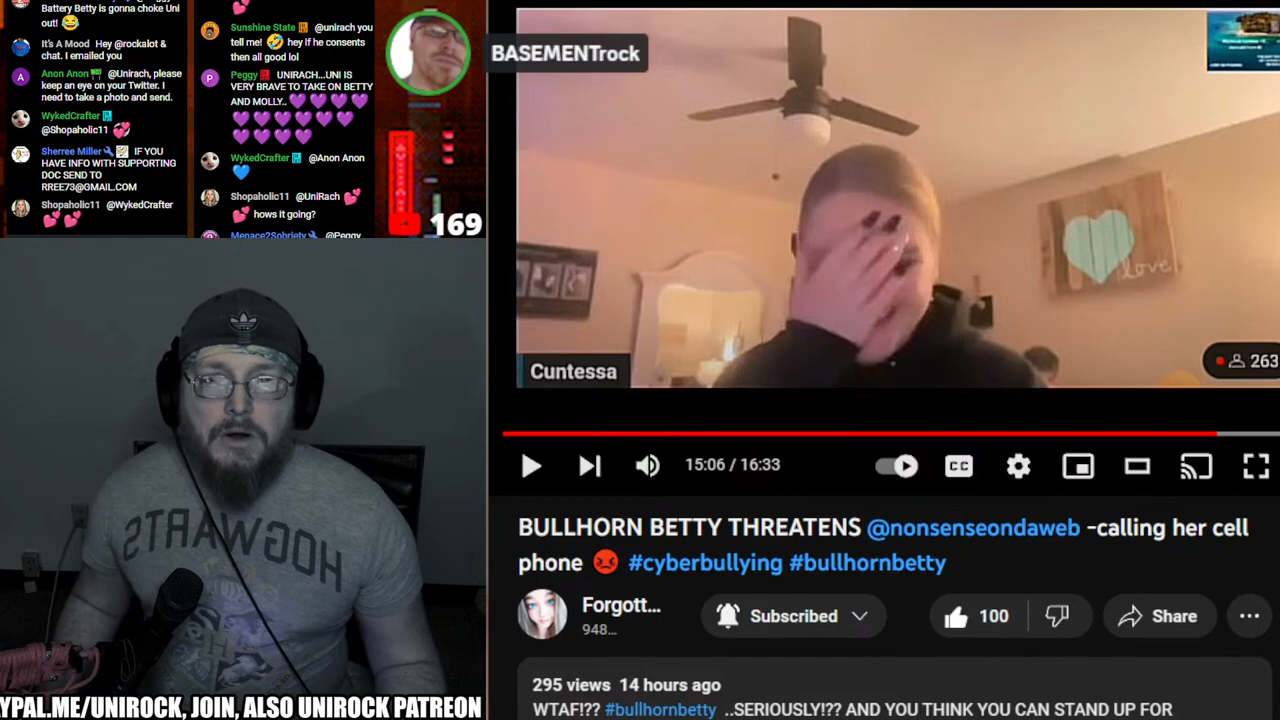 Battery Betty is gonna choke Uni
out! 😂
It's A Mood Hey @rockalot &
chat. I emailed you
Anon Anon @Unirach, please
keep an eye on your Twitter. I
need to take a photo and send.
WykedCrafter
@Shopaholic11 💞
Sherree Miller IF YOU
HAVE INFO WITH SUPPORTING
DOC SEND TO
RREE73@GMAIL.COM
Shopaholic11 @WykedCrafter
💕 💕
Sunshine State @unirach you
tell me! 🤣 hey if he consents
then all good lol
Peggy UNIRACH...UNI IS
VERY BRAVE TO TAKE ON BETTY
AND MOLLY.. 💜 💜 💜 💜
💜 💜 💜 💜 💜 💜 💜
💜 💜 💜 💜
WykedCrafter @Anon Anon
💙
Shopaholic11 @UniRach 💕
💕 hows it going?
Menace2Sobriety @Peggy
169
BASEMENTrock
love
Cuntessa
263
HOGWARTS
15:06 / 16:33
CC
BULLHORN BETTY THREATENS @nonsenseondaweb -calling her cell
phone 😡 #cyberbullying #bullhornbetty
Forgott...
948...
Subscribed
100
Share
295 views 14 hours ago
WTAF!?? #bullhornbetty ..SERIOUSLY!?? AND YOU THINK YOU CAN STAND UP FOR
YPAL.ME/UNIROCK, JOIN, ALSO UNIROCK PATREON